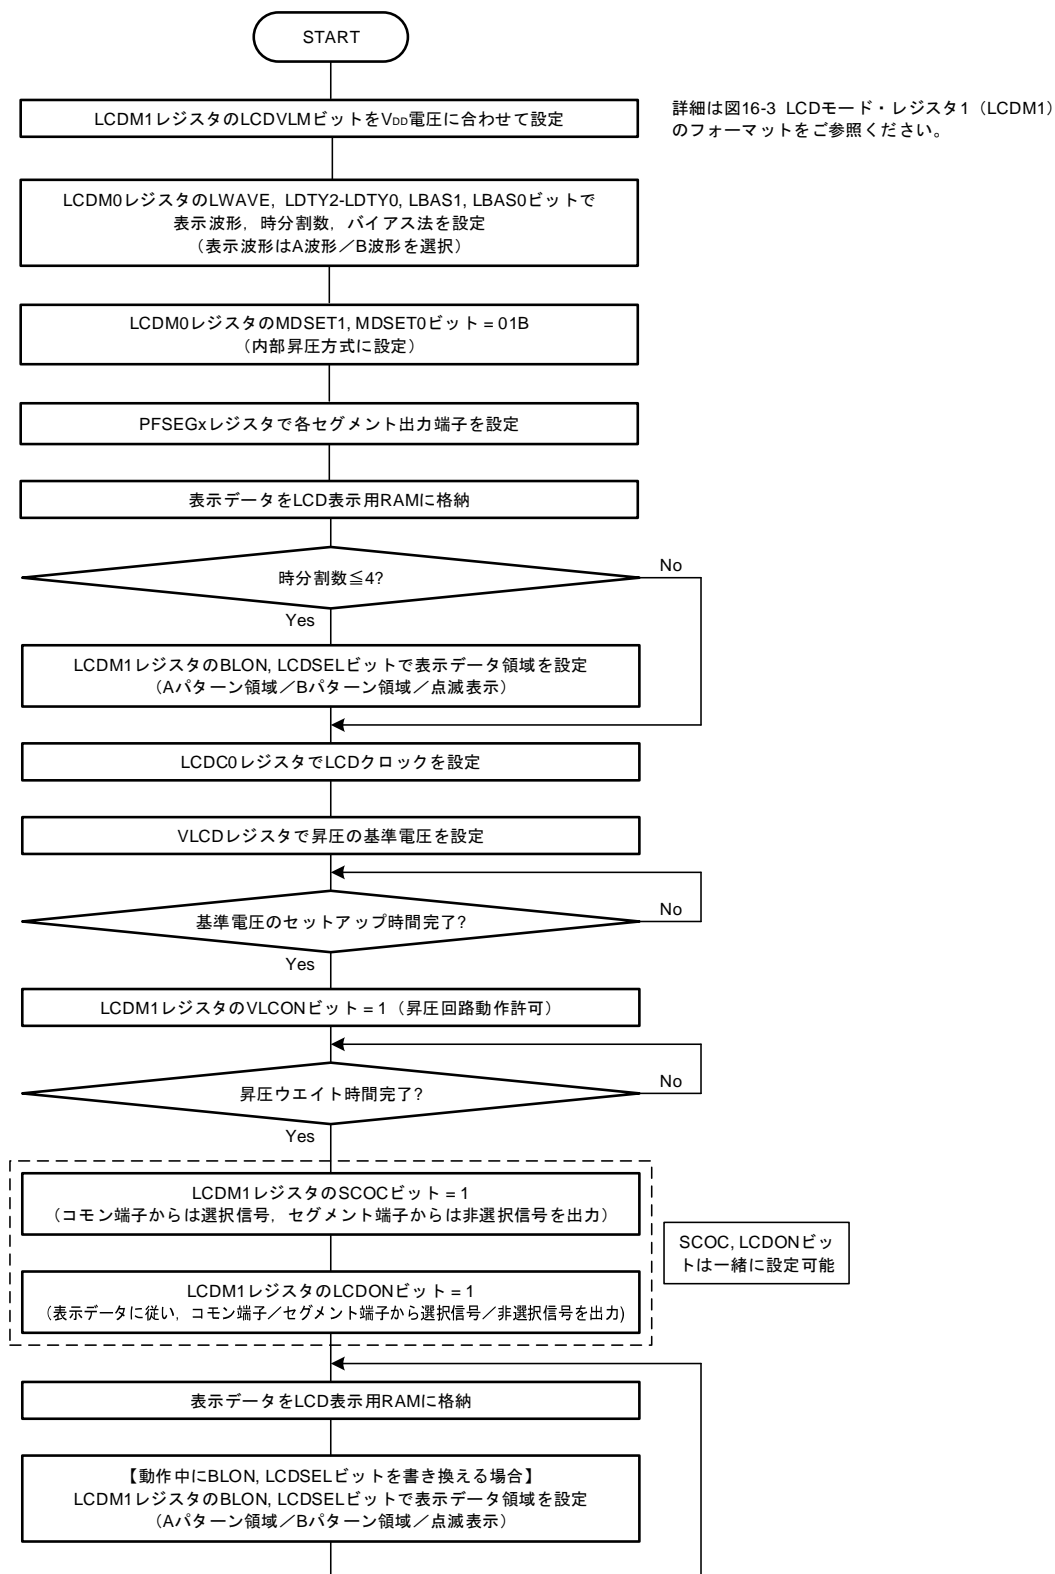 START
LCDM1レジスタのLCDVLMビットをVDD電圧に合わせて設定
詳細は図16-3 LCDモード・レジスタ1（LCDM1）
のフォーマットをご参照ください。
LCDM0レジスタのLWAVE, LDTY2-LDTY0, LBAS1, LBAS0ビットで
表示波形，時分割数，バイアス法を設定
（表示波形はA波形／B波形を選択）
LCDM0レジスタのMDSET1, MDSET0ビット = 01B
（内部昇圧方式に設定）
PFSEGxレジスタで各セグメント出力端子を設定
表示データをLCD表示用RAMに格納
時分割数≦4?
No
Yes
LCDM1レジスタのBLON, LCDSELビットで表示データ領域を設定
（Aパターン領域／Bパターン領域／点滅表示）
LCDC0レジスタでLCDクロックを設定
VLCDレジスタで昇圧の基準電圧を設定
基準電圧のセットアップ時間完了?
No
Yes
LCDM1レジスタのVLCONビット = 1（昇圧回路動作許可）
昇圧ウエイト時間完了?
No
Yes
LCDM1レジスタのSCOCビット = 1
（コモン端子からは選択信号，セグメント端子からは非選択信号を出力）
SCOC, LCDONビッ
トは一緒に設定可能
LCDM1レジスタのLCDONビット = 1
（表示データに従い，コモン端子／セグメント端子から選択信号／非選択信号を出力)
表示データをLCD表示用RAMに格納
【動作中にBLON, LCDSELビットを書き換える場合】
LCDM1レジスタのBLON, LCDSELビットで表示データ領域を設定
（Aパターン領域／Bパターン領域／点滅表示）